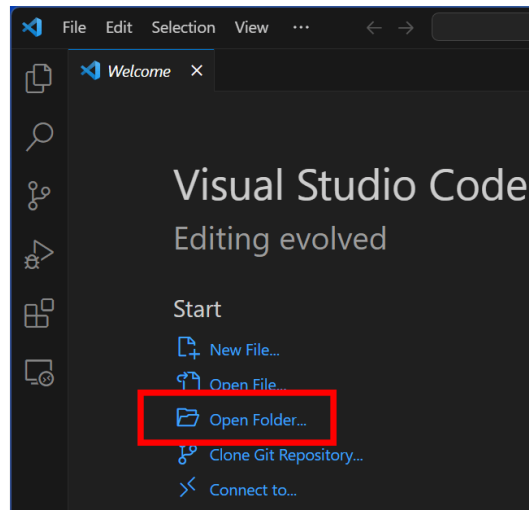 File Edit Selection View ...
Welcome
Visual Studio Code
Editing evolved
Start
New File...
Open File...
Open Folder...
Clone Git Repository...
Connect to...